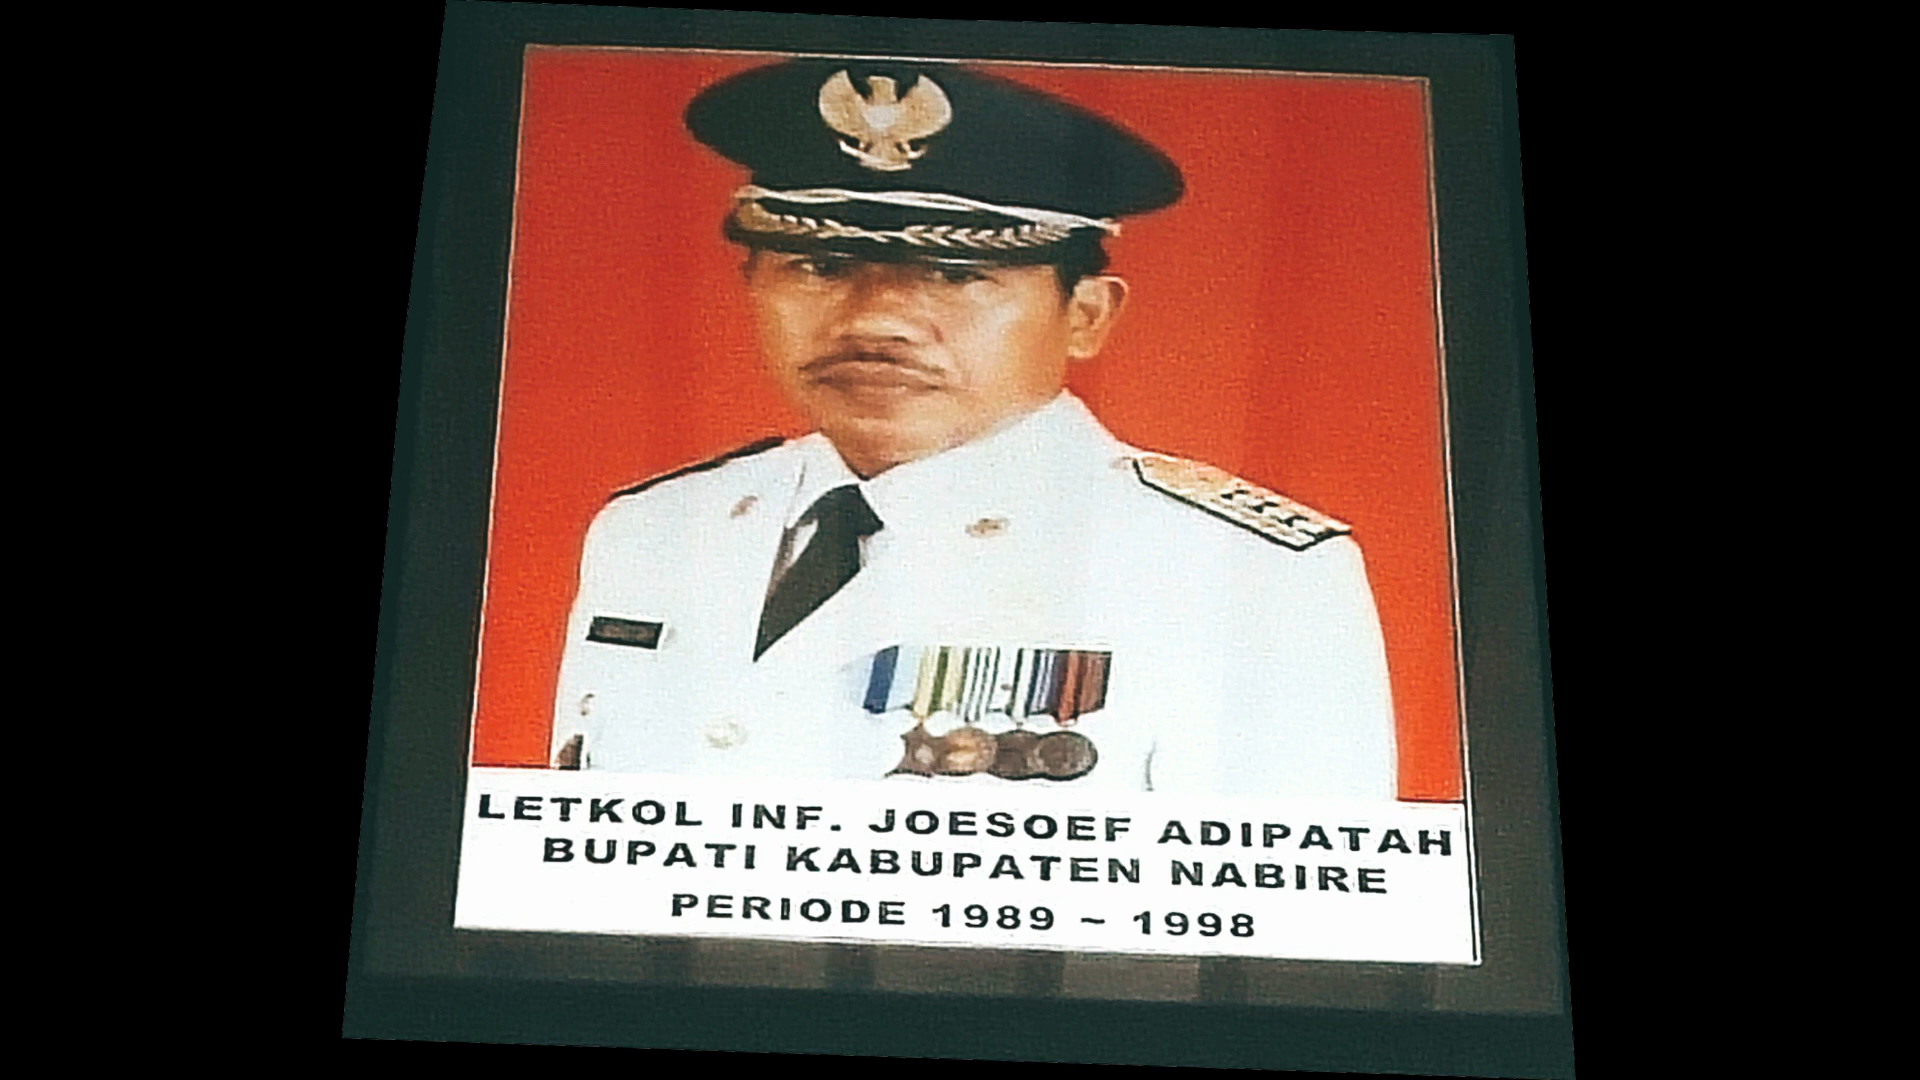 LETKOL INF. JOESOEF ADIPATAH
BUPATI KABUPATEN NABIRE
PERIODE 1989 ~ 1998